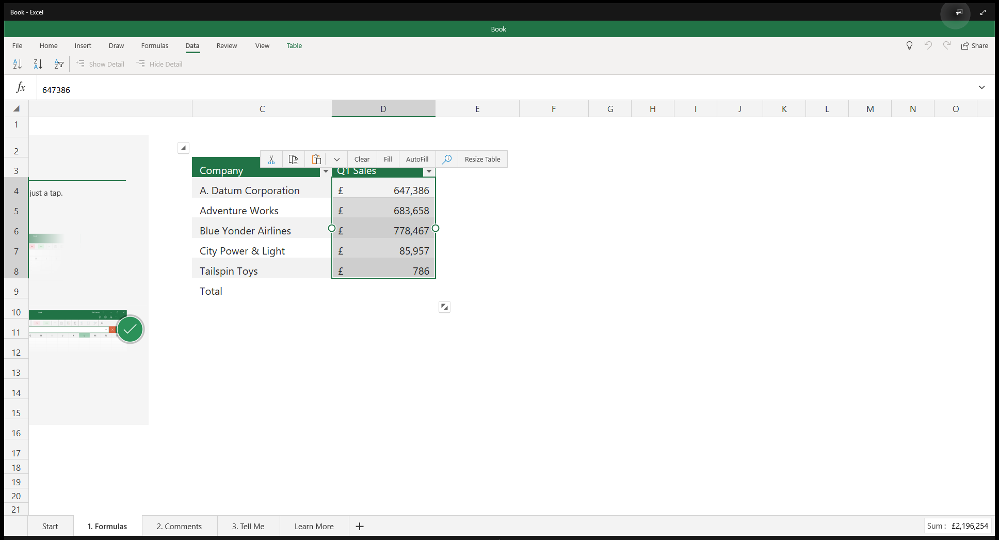 Book - Excel
Book
File Home Insert Draw Formulas Data Review View Table Share
Show Detail Hide Detail
fx 647386
C D E F G H I J K L M N O
1
2
Clear Fill AutoFill Resize Table
3 Company Q1 Sales
4 just a tap. A. Datum Corporation £ 647,386
5 Adventure Works £ 683,658
6 Blue Yonder Airlines £ 778,467
7 City Power & Light £ 85,957
8 Tailspin Toys £ 786
9 Total
10
11
12
13
14
15
16
17
18
19
20
21
Start 1. Formulas 2. Comments 3. Tell Me Learn More + Sum : £2,196,254